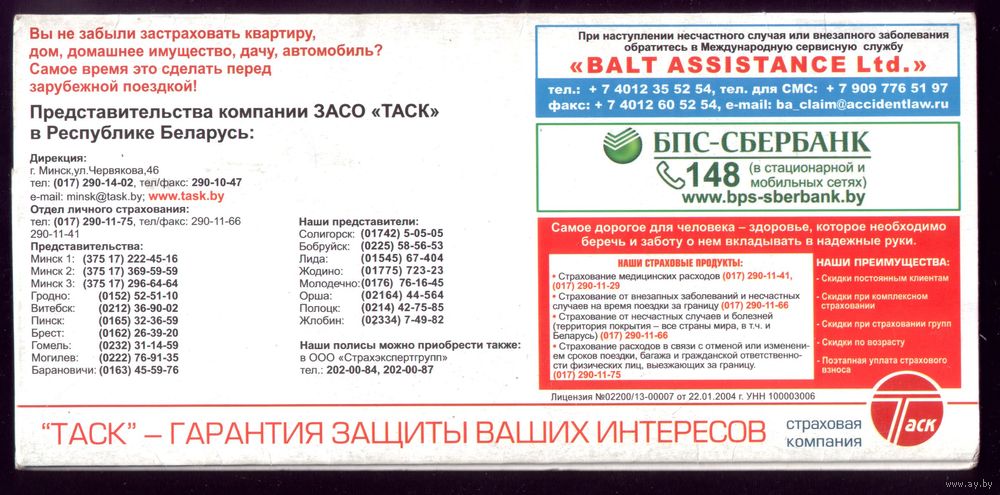 Вы не забыли застраховать квартиру,
дом, домашнее имущество, дачу, автомобиль?
Самое время это сделать перед
зарубежной поездкой!
Представительства компании ЗАСО «ТАСК»
в Республике Беларусь:
Дирекция:
г. Минск,ул.Червякова,46
тел: (017) 290-14-02, тел/факс: 290-10-47
e-mail: minsk@task.by; www.task.by
Отдел личного страхования:
тел: (017) 290-11-75, тел/факс: 290-11-66
290-11-41
Представительства:
Минск 1: (375 17) 222-45-16
Минск 2: (375 17) 369-59-59
Минск 3: (375 17) 296-64-64
Гродно: (0152) 52-51-10
Витебск: (0212) 36-90-02
Пинск: (0165) 32-36-59
Брест: (0162) 26-39-20
Гомель: (0232) 31-14-59
Могилев: (0222) 76-91-35
Барановичи: (0163) 45-59-76
Наши представители:
Солигорск: (01742) 5-05-05
Бобруйск: (0225) 58-56-53
Лида: (01545) 67-404
Жодино: (01775) 723-23
Молодечно: (0176) 76-16-45
Орша: (02164) 44-564
Полоцк: (0214) 42-75-85
Жлобин: (02334) 7-49-82
Наши полисы можно приобрести также:
в ООО «Страхэкспертгрупп»
тел.: 202-00-84, 202-00-87
При наступлении несчастного случая или внезапного заболевания
обратитесь в Международную сервисную службу
«BALT ASSISTANCE Ltd.»
тел.: + 7 4012 35 52 54, тел. для СМС: + 7 909 776 51 97
факс: + 7 4012 60 52 54, e-mail: ba_claim@accidentlaw.ru
БПС-СБЕРБАНК
148 (в стационарной и
мобильных сетях)
www.bps-sberbank.by
Самое дорогое для человека – здоровье, которое необходимо
беречь и заботу о нем вкладывать в надежные руки.
НАШИ СТРАХОВЫЕ ПРОДУКТЫ:
• Страхование медицинских расходов (017) 290-11-41,
(017) 290-11-29
• Страхование от внезапных заболеваний и несчастных
случаев на время поездки за границу (017) 290-11-66
• Страхование от несчастных случаев и болезней
(территория покрытия – все страны мира, в т.ч. и
Беларусь) (017) 290-11-66
• Страхование расходов в связи с отменой или изменени-
ем сроков поездки, багажа и гражданской ответственно-
сти физических лиц, выезжающих за границу.
(017) 290-11-75
НАШИ ПРЕИМУЩЕСТВА:
- Скидки постоянным клиентам
- Скидки при комплексном
страховании
- Скидки при страховании групп
- Скидки по возрасту
- Поэтапная уплата страхового
взноса
Лицензия №02200/13-00007 от 22.01.2004 г. УНН 100003006
“ТАСК” – ГАРАНТИЯ ЗАЩИТЫ ВАШИХ ИНТЕРЕСОВ
страховая
компания
Таск
www.ay.by